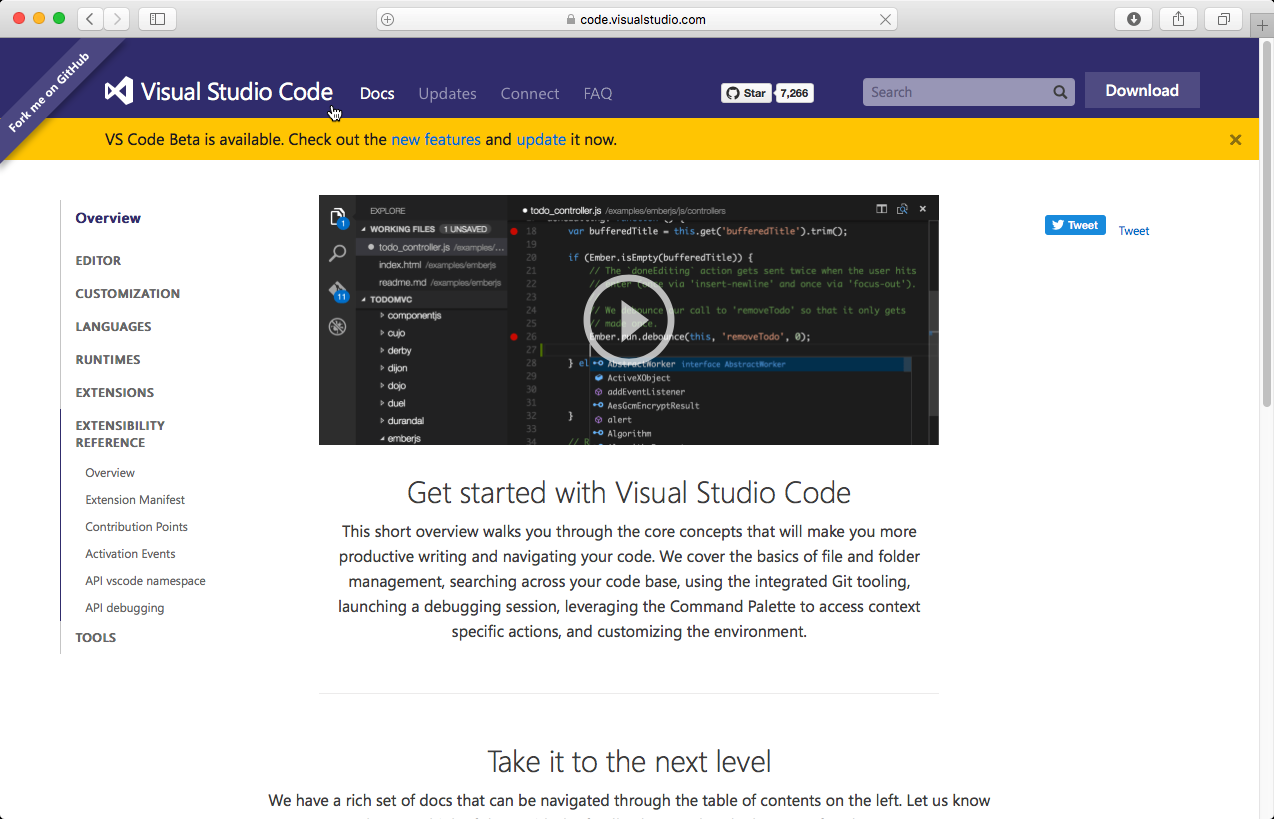 code.visualstudio.com
Fork me on GitHub
Visual Studio Code
Docs
Updates
Connect
FAQ
Star
7,266
Search
Download
VS Code Beta is available. Check out the new features and update it now.
Overview
EDITOR
CUSTOMIZATION
LANGUAGES
RUNTIMES
EXTENSIONS
EXTENSIBILITY
REFERENCE
Overview
Extension Manifest
Contribution Points
Activation Events
API vscode namespace
API debugging
TOOLS
EXPLORE
WORKING FILES 1 UNSAVED
todo_controller.js /examples/...
index.html /examples/emberjs
readme.md /examples/emberjs
TODOMVC
componentjs
cujo
derby
dijon
dojo
duel
durandal
emberjs
1
11
todo_controller.js /examples/emberjs/js/controllers
18 var bufferedTitle = this.get('bufferedTitle').trim();
19
20 if (Ember.isEmpty(bufferedTitle)) {
21 // The `doneEditing` action gets sent twice when the user hits
22 // enter (once via 'insert-newline' and once via 'focus-out').
23
24 // We debounce our call to 'removeTodo' so that it only gets
25 // made once.
26 Ember.run.debounce(this, 'removeTodo', 0);
27
28 } el
29
30
31
32 }
33
34 //
AbstractWorker interface AbstractWorker
ActiveXObject
addEventListener
AesGcmEncryptResult
alert
Algorithm
Tweet
Tweet
Get started with Visual Studio Code
This short overview walks you through the core concepts that will make you more
productive writing and navigating your code. We cover the basics of file and folder
management, searching across your code base, using the integrated Git tooling,
launching a debugging session, leveraging the Command Palette to access context
specific actions, and customizing the environment.
Take it to the next level
We have a rich set of docs that can be navigated through the table of contents on the left. Let us know